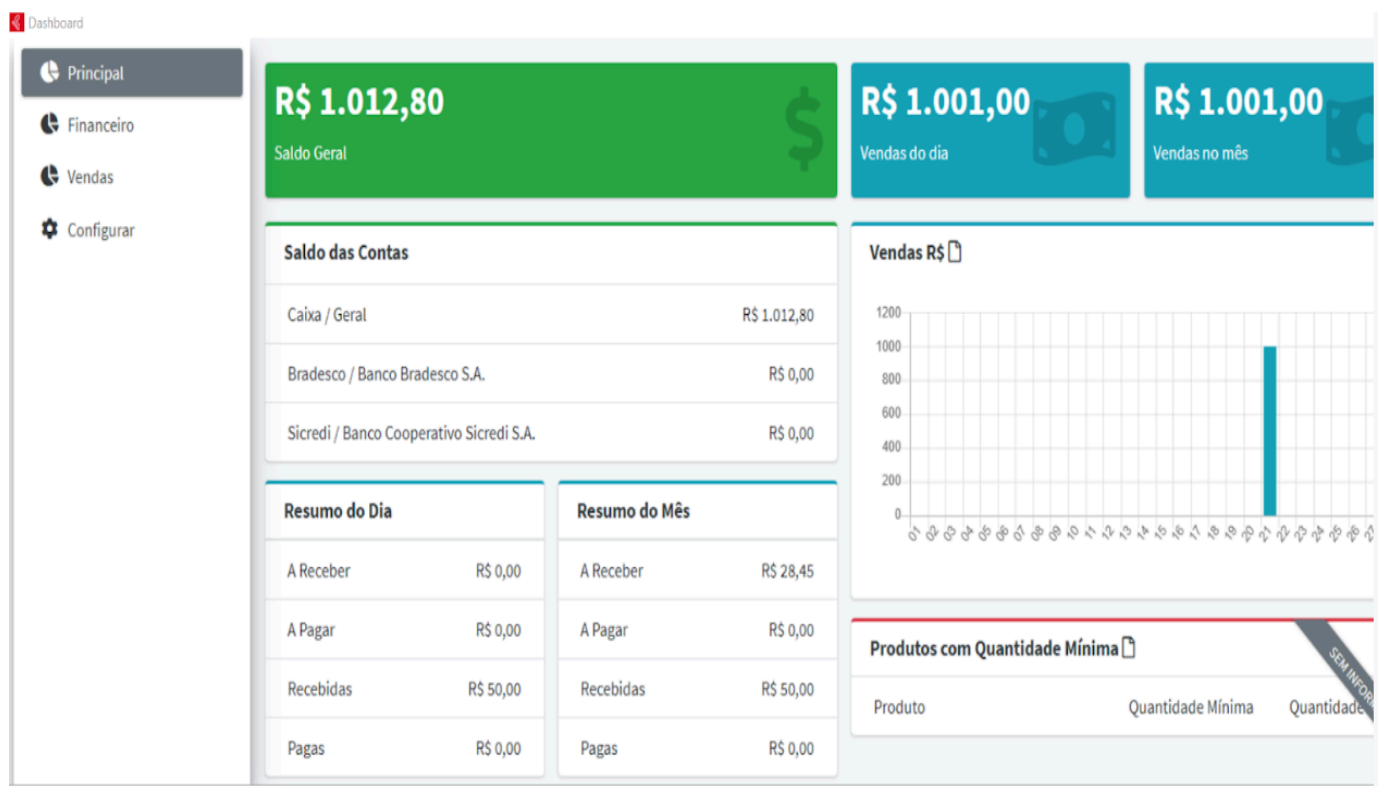 Dashboard
Principal
Financeiro
Vendas
Configurar
R$ 1.012,80
Saldo Geral
R$ 1.001,00
Vendas do dia
R$ 1.001,00
Vendas no mês
Saldo das Contas
Caixa / Geral R$ 1.012,80
Bradesco / Banco Bradesco S.A. R$ 0,00
Sicredi / Banco Cooperativo Sicredi S.A. R$ 0,00
Resumo do Dia
A Receber R$ 0,00
A Pagar R$ 0,00
Recebidas R$ 50,00
Pagas R$ 0,00
Resumo do Mês
A Receber R$ 28,45
A Pagar R$ 0,00
Recebidas R$ 50,00
Pagas R$ 0,00
Vendas R$
1200
1000
800
600
400
200
0
01 02 03 04 05 06 07 08 09 10 11 12 13 14 15 16 17 18 19 20 21 22 23 24 25 26
Produtos com Quantidade Mínima
SEM
Produto Quantidade Mínima Quantidade